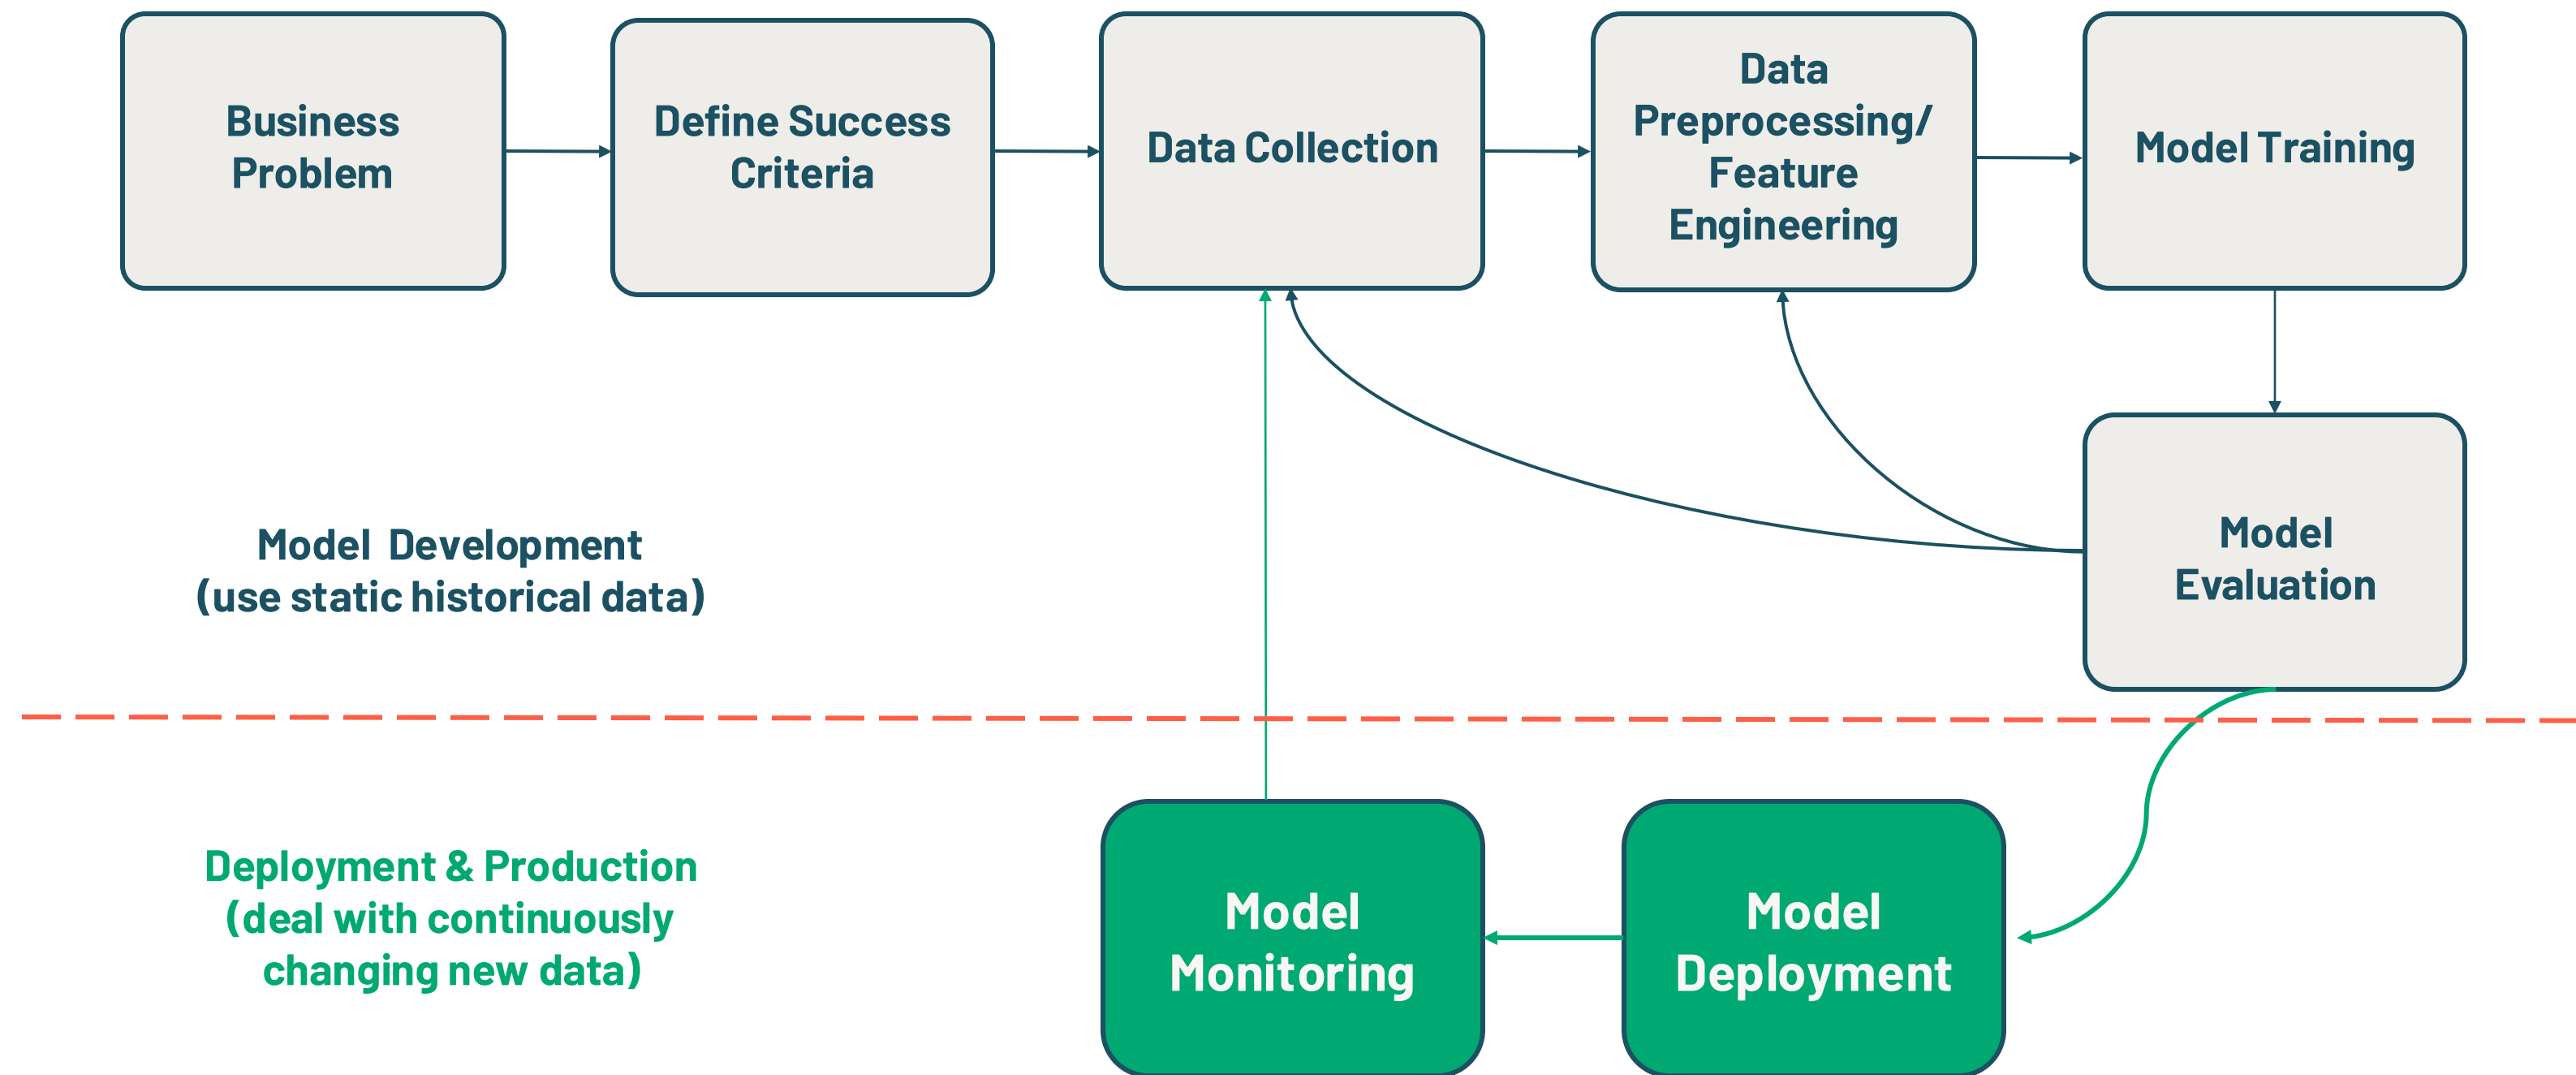 Business
Problem
Define Success
Criteria
Data Collection
Data
Preprocessing/
Feature
Engineering
Model Training
Model
Evaluation
Model  Development
(use static historical data)
Deployment & Production
(deal with continuously
changing new data)
Model
Monitoring
Model
Deployment